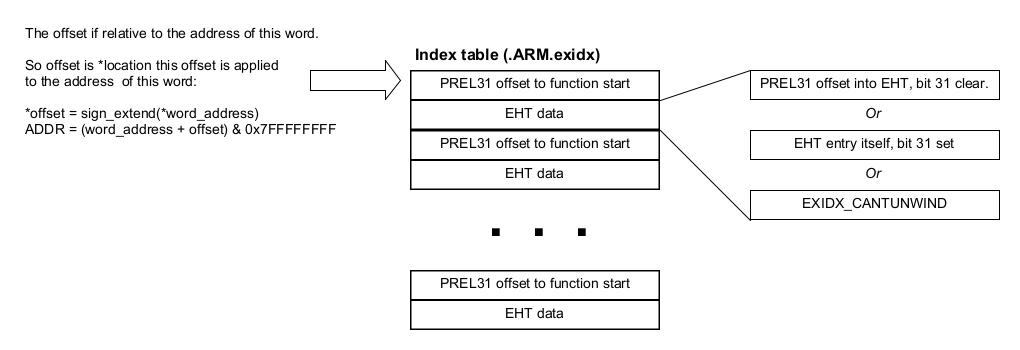 The offset if relative to the address of this word.
So offset is *location this offset is applied
to the address of this word:
*offset = sign_extend(*word_address)
ADDR = (word_address + offset) & 0x7FFFFFFFF
Index table (.ARM.exidx)
PREL31 offset to function start
EHT data
PREL31 offset to function start
EHT data
PREL31 offset to function start
EHT data
PREL31 offset into EHT, bit 31 clear.
Or
EHT entry itself, bit 31 set
Or
EXIDX_CANTUNWIND